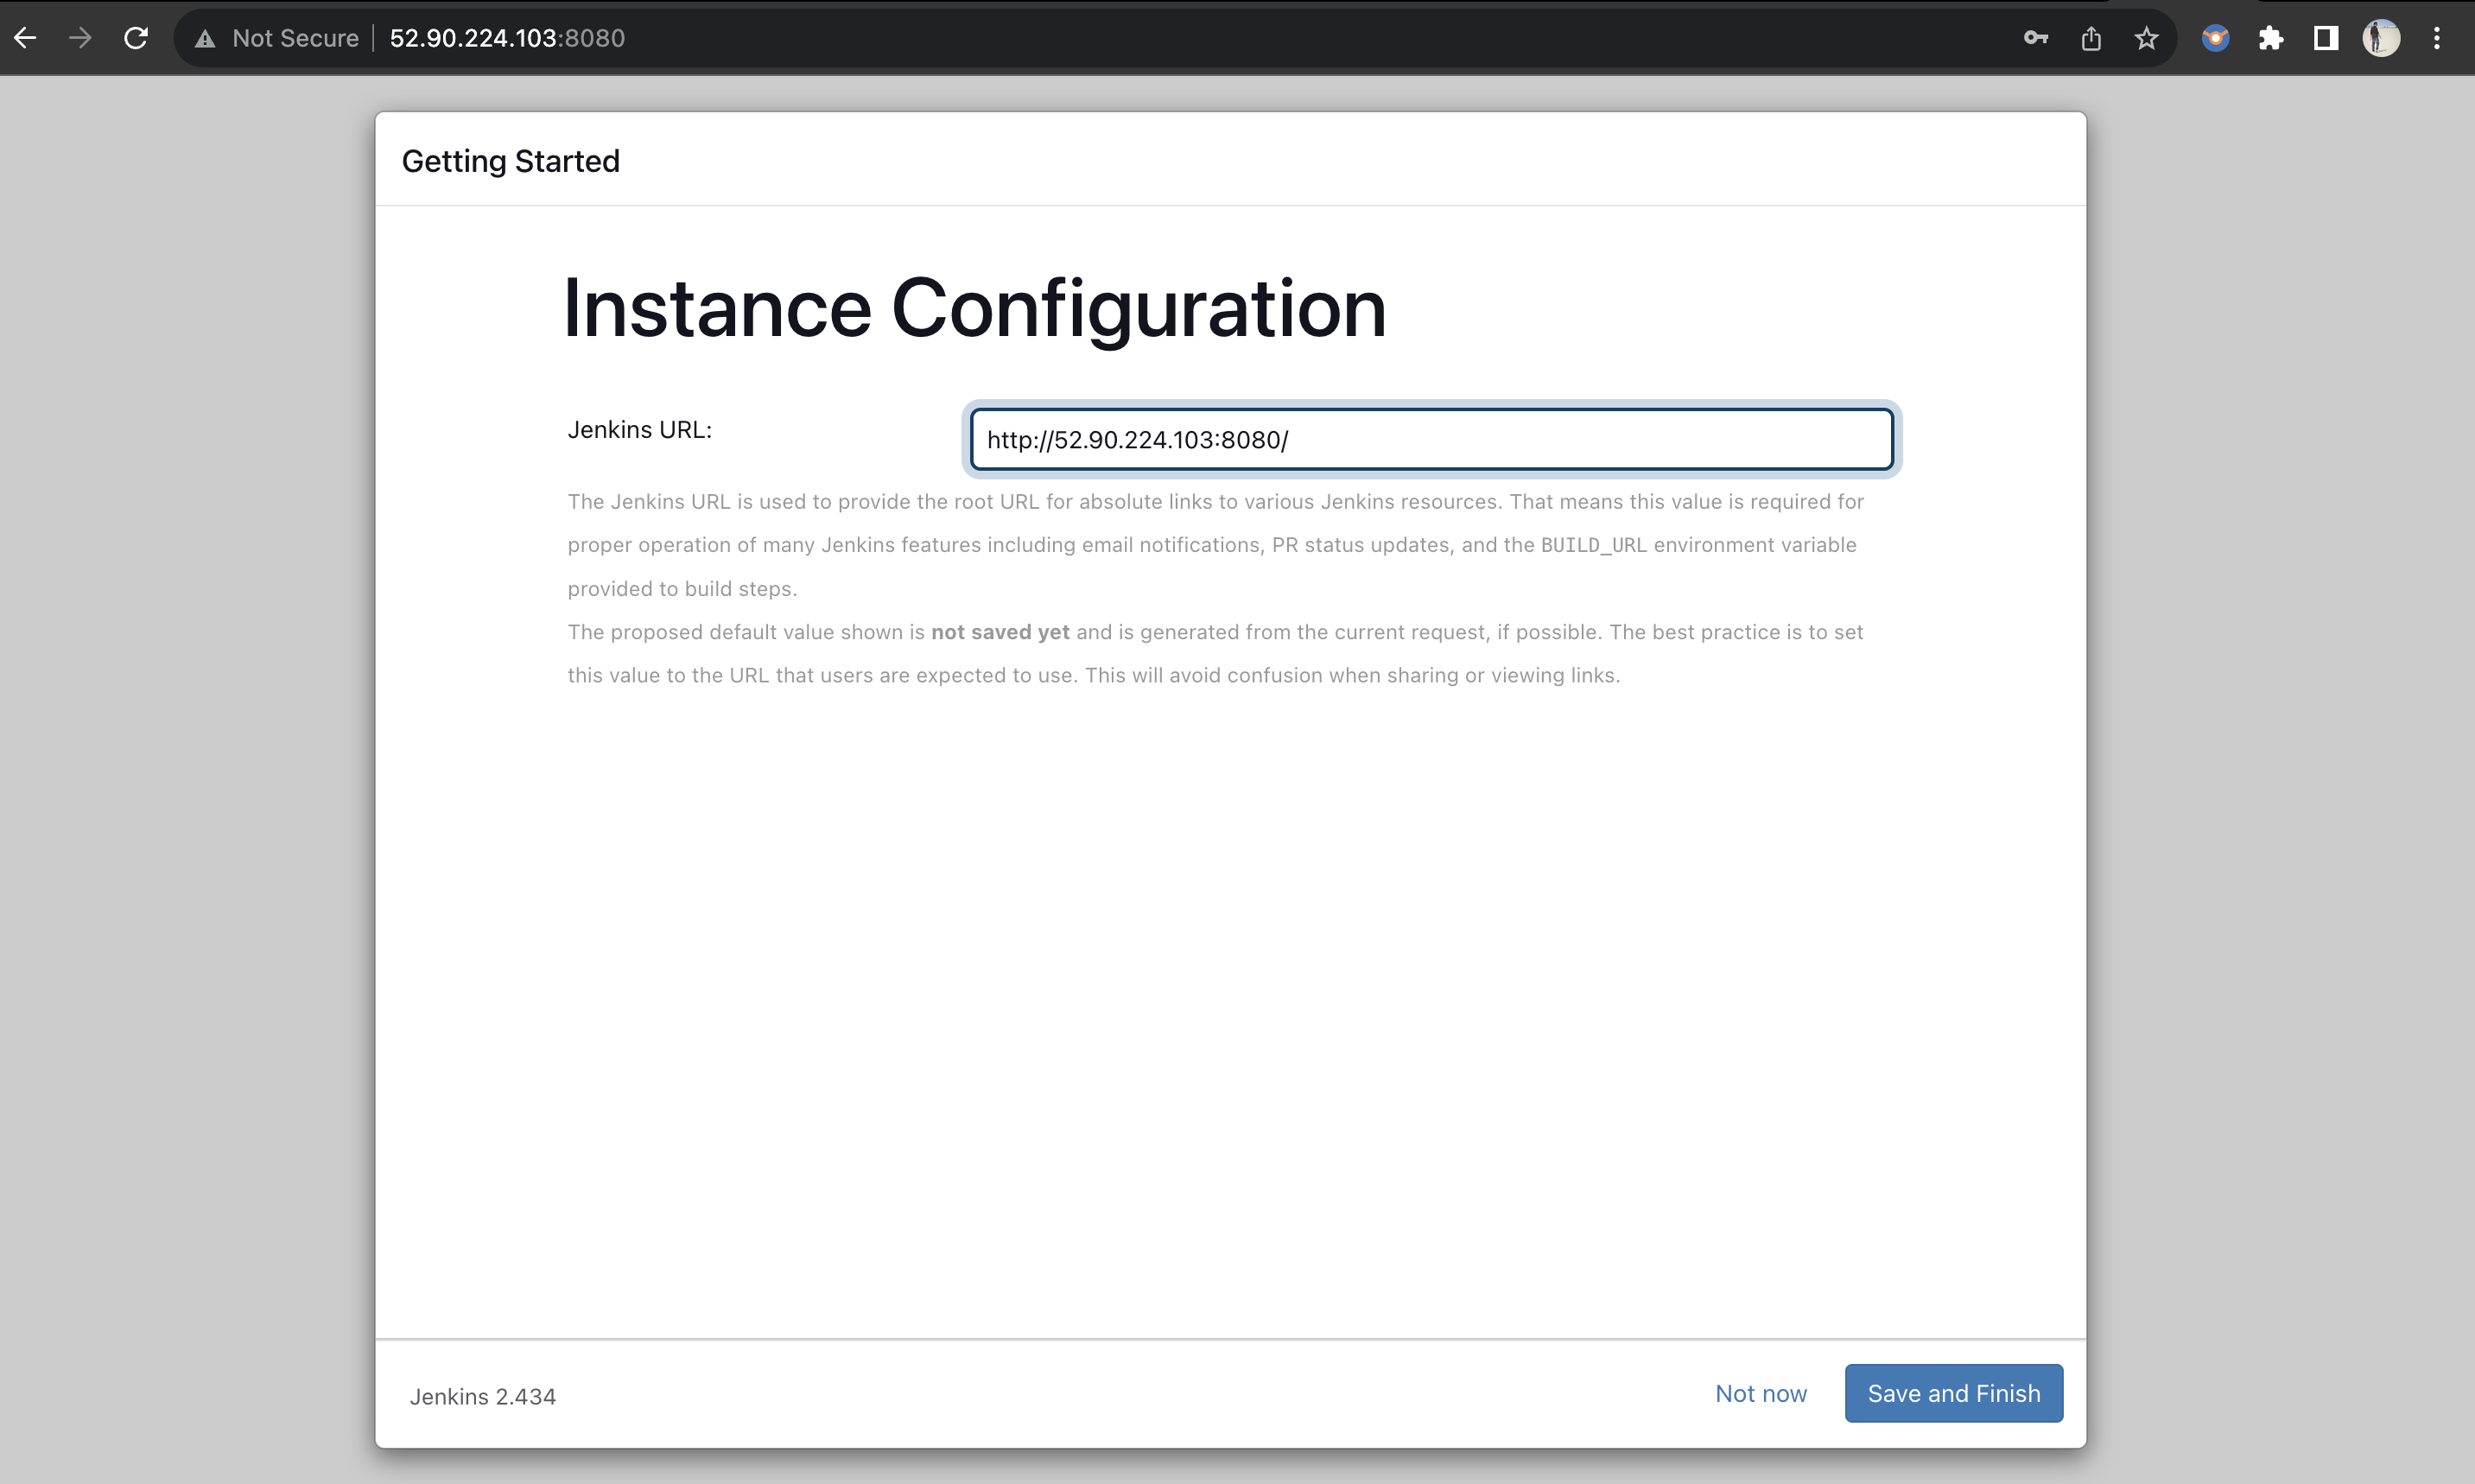 Not Secure 52.90.224.103:8080
Getting Started
Instance Configuration
Jenkins URL:
http://52.90.224.103:8080/
The Jenkins URL is used to provide the root URL for absolute links to various Jenkins resources. That means this value is required for
proper operation of many Jenkins features including email notifications, PR status updates, and the BUILD_URL environment variable
provided to build steps.
The proposed default value shown is not saved yet and is generated from the current request, if possible. The best practice is to set
this value to the URL that users are expected to use. This will avoid confusion when sharing or viewing links.
Jenkins 2.434
Not now
Save and Finish